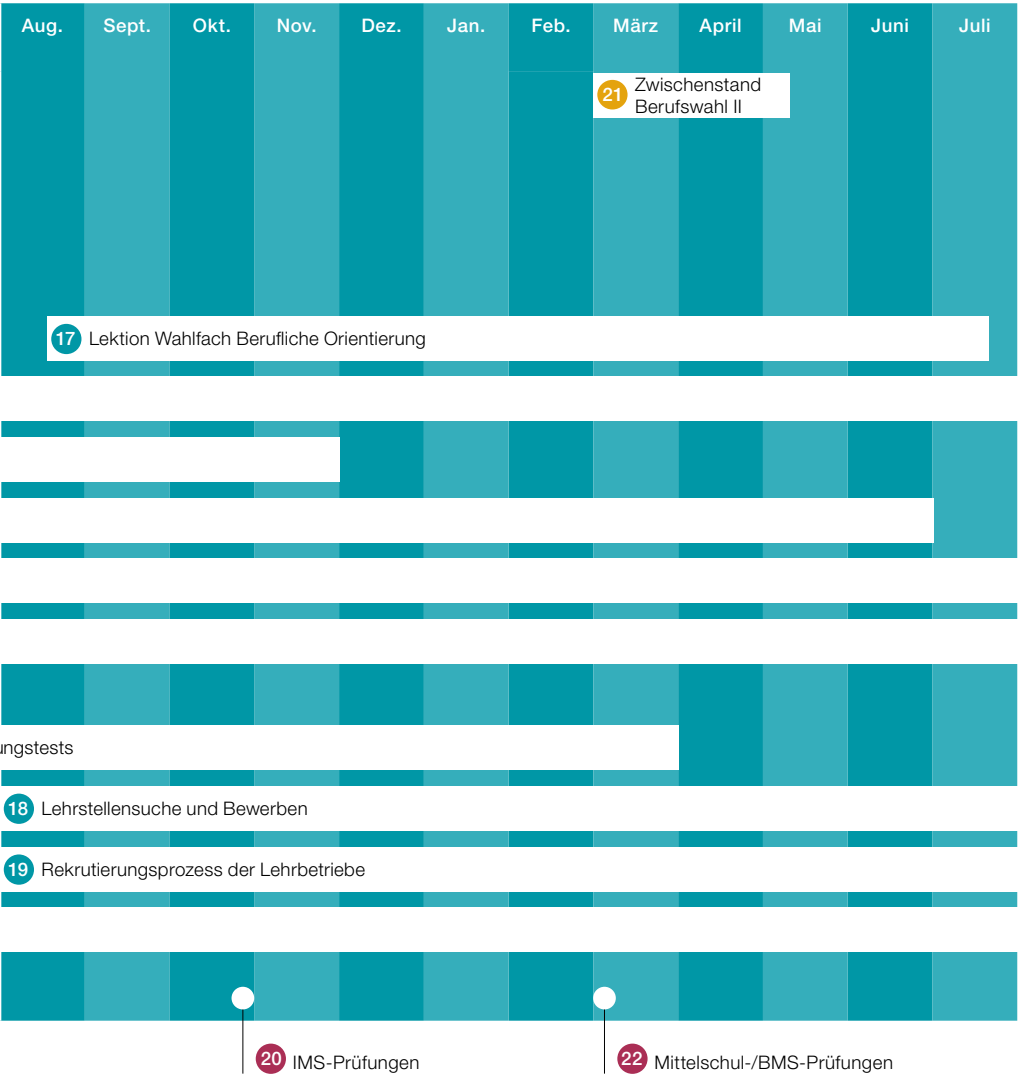 Aug. Sept. Okt. Nov. Dez. Jan. Feb. März April Mai Juni Juli
21 Zwischenstand
Berufswahl II
17 Lektion Wahlfach Berufliche Orientierung
ungstests
18 Lehrstellensuche und Bewerben
19 Rekrutierungsprozess der Lehrbetriebe
20 IMS-Prüfungen
22 Mittelschul-/BMS-Prüfungen